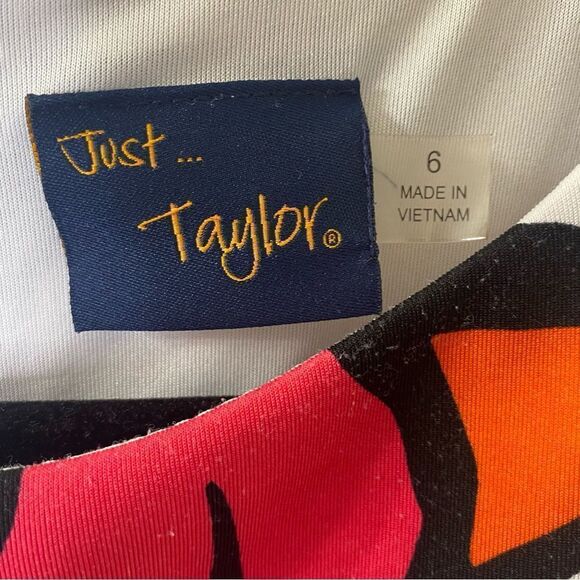 Just ...
Taylor®
6
MADE IN
VIETNAM